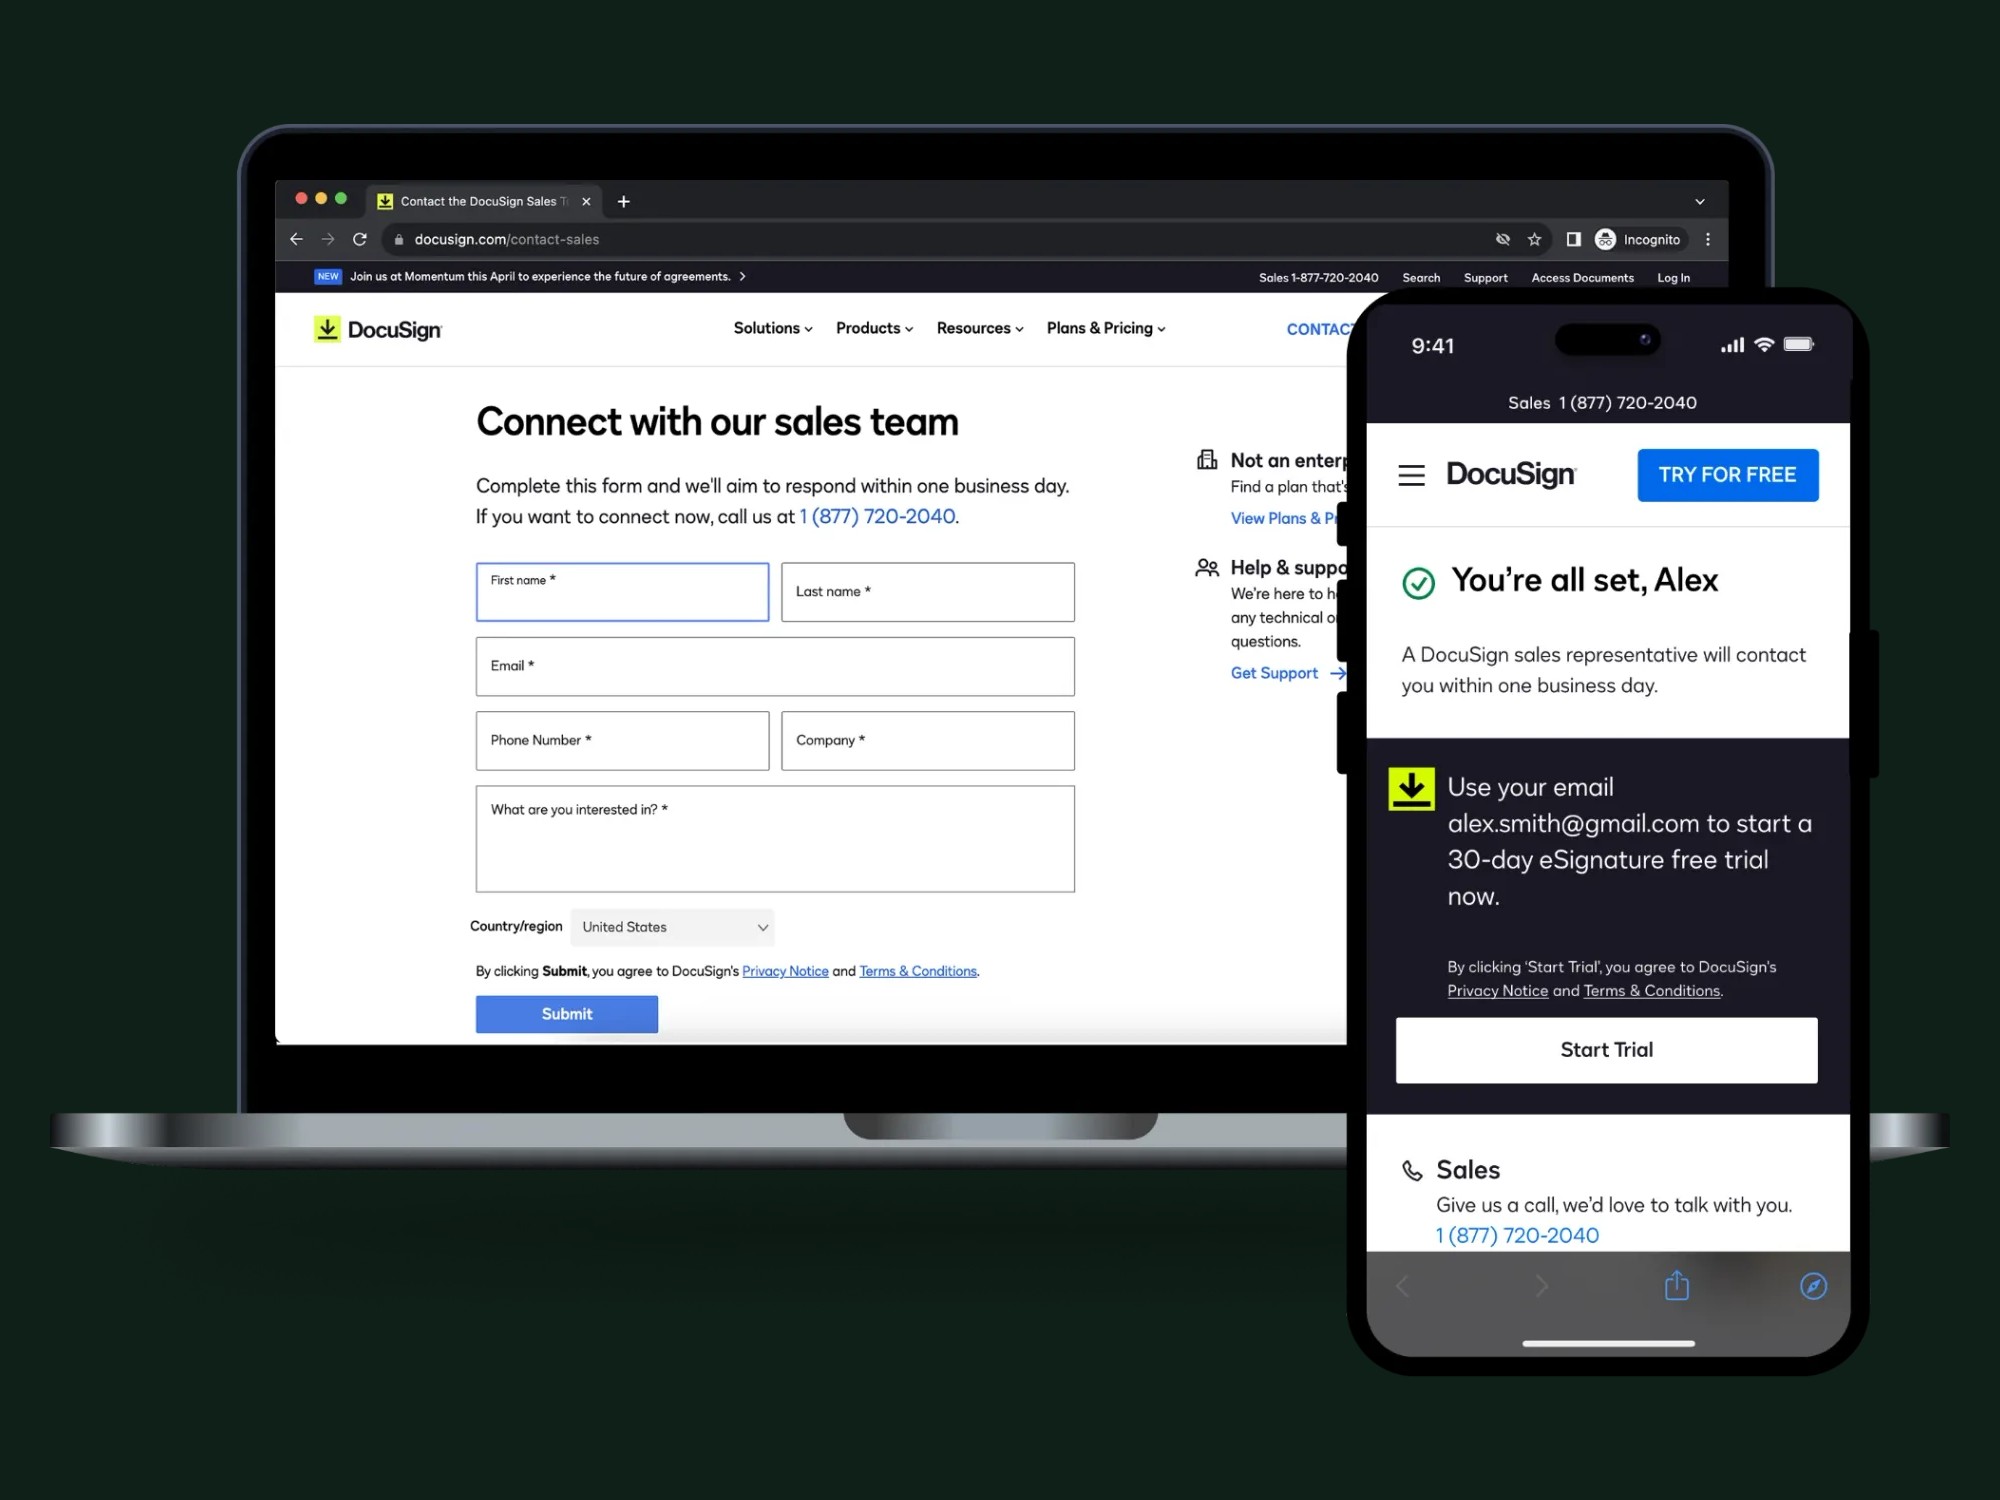 Contact the DocuSign Sales
docusign.com/contact-sales
Incognito
NEW Join us at Momentum this April to experience the future of agreements.
Sales 1-877-720-2040 Search Support Access Documents Log In
DocuSign
Solutions Products Resources Plans & Pricing
Connect with our sales team
Complete this form and we'll aim to respond within one business day.
If you want to connect now, call us at 1 (877) 720-2040.
First name *
Last name *
Email *
Phone Number *
Company *
What are you interested in? *
Country/region United States
By clicking Submit, you agree to DocuSign's Privacy Notice and Terms & Conditions.
Submit
Not an
Find a plan that's
View Plans &
Help &
We're here to
any technical
questions.
Get Support
9:41
Sales 1 (877) 720-2040
DocuSign
TRY FOR FREE
You’re all set, Alex
A DocuSign sales representative will contact
you within one business day.
Use your email
alex.smith@gmail.com to start a
30-day eSignature free trial
now.
By clicking ‘Start Trial’, you agree to DocuSign’s
Privacy Notice and Terms & Conditions.
Start Trial
Sales
Give us a call, we’d love to talk with you.
1 (877) 720-2040